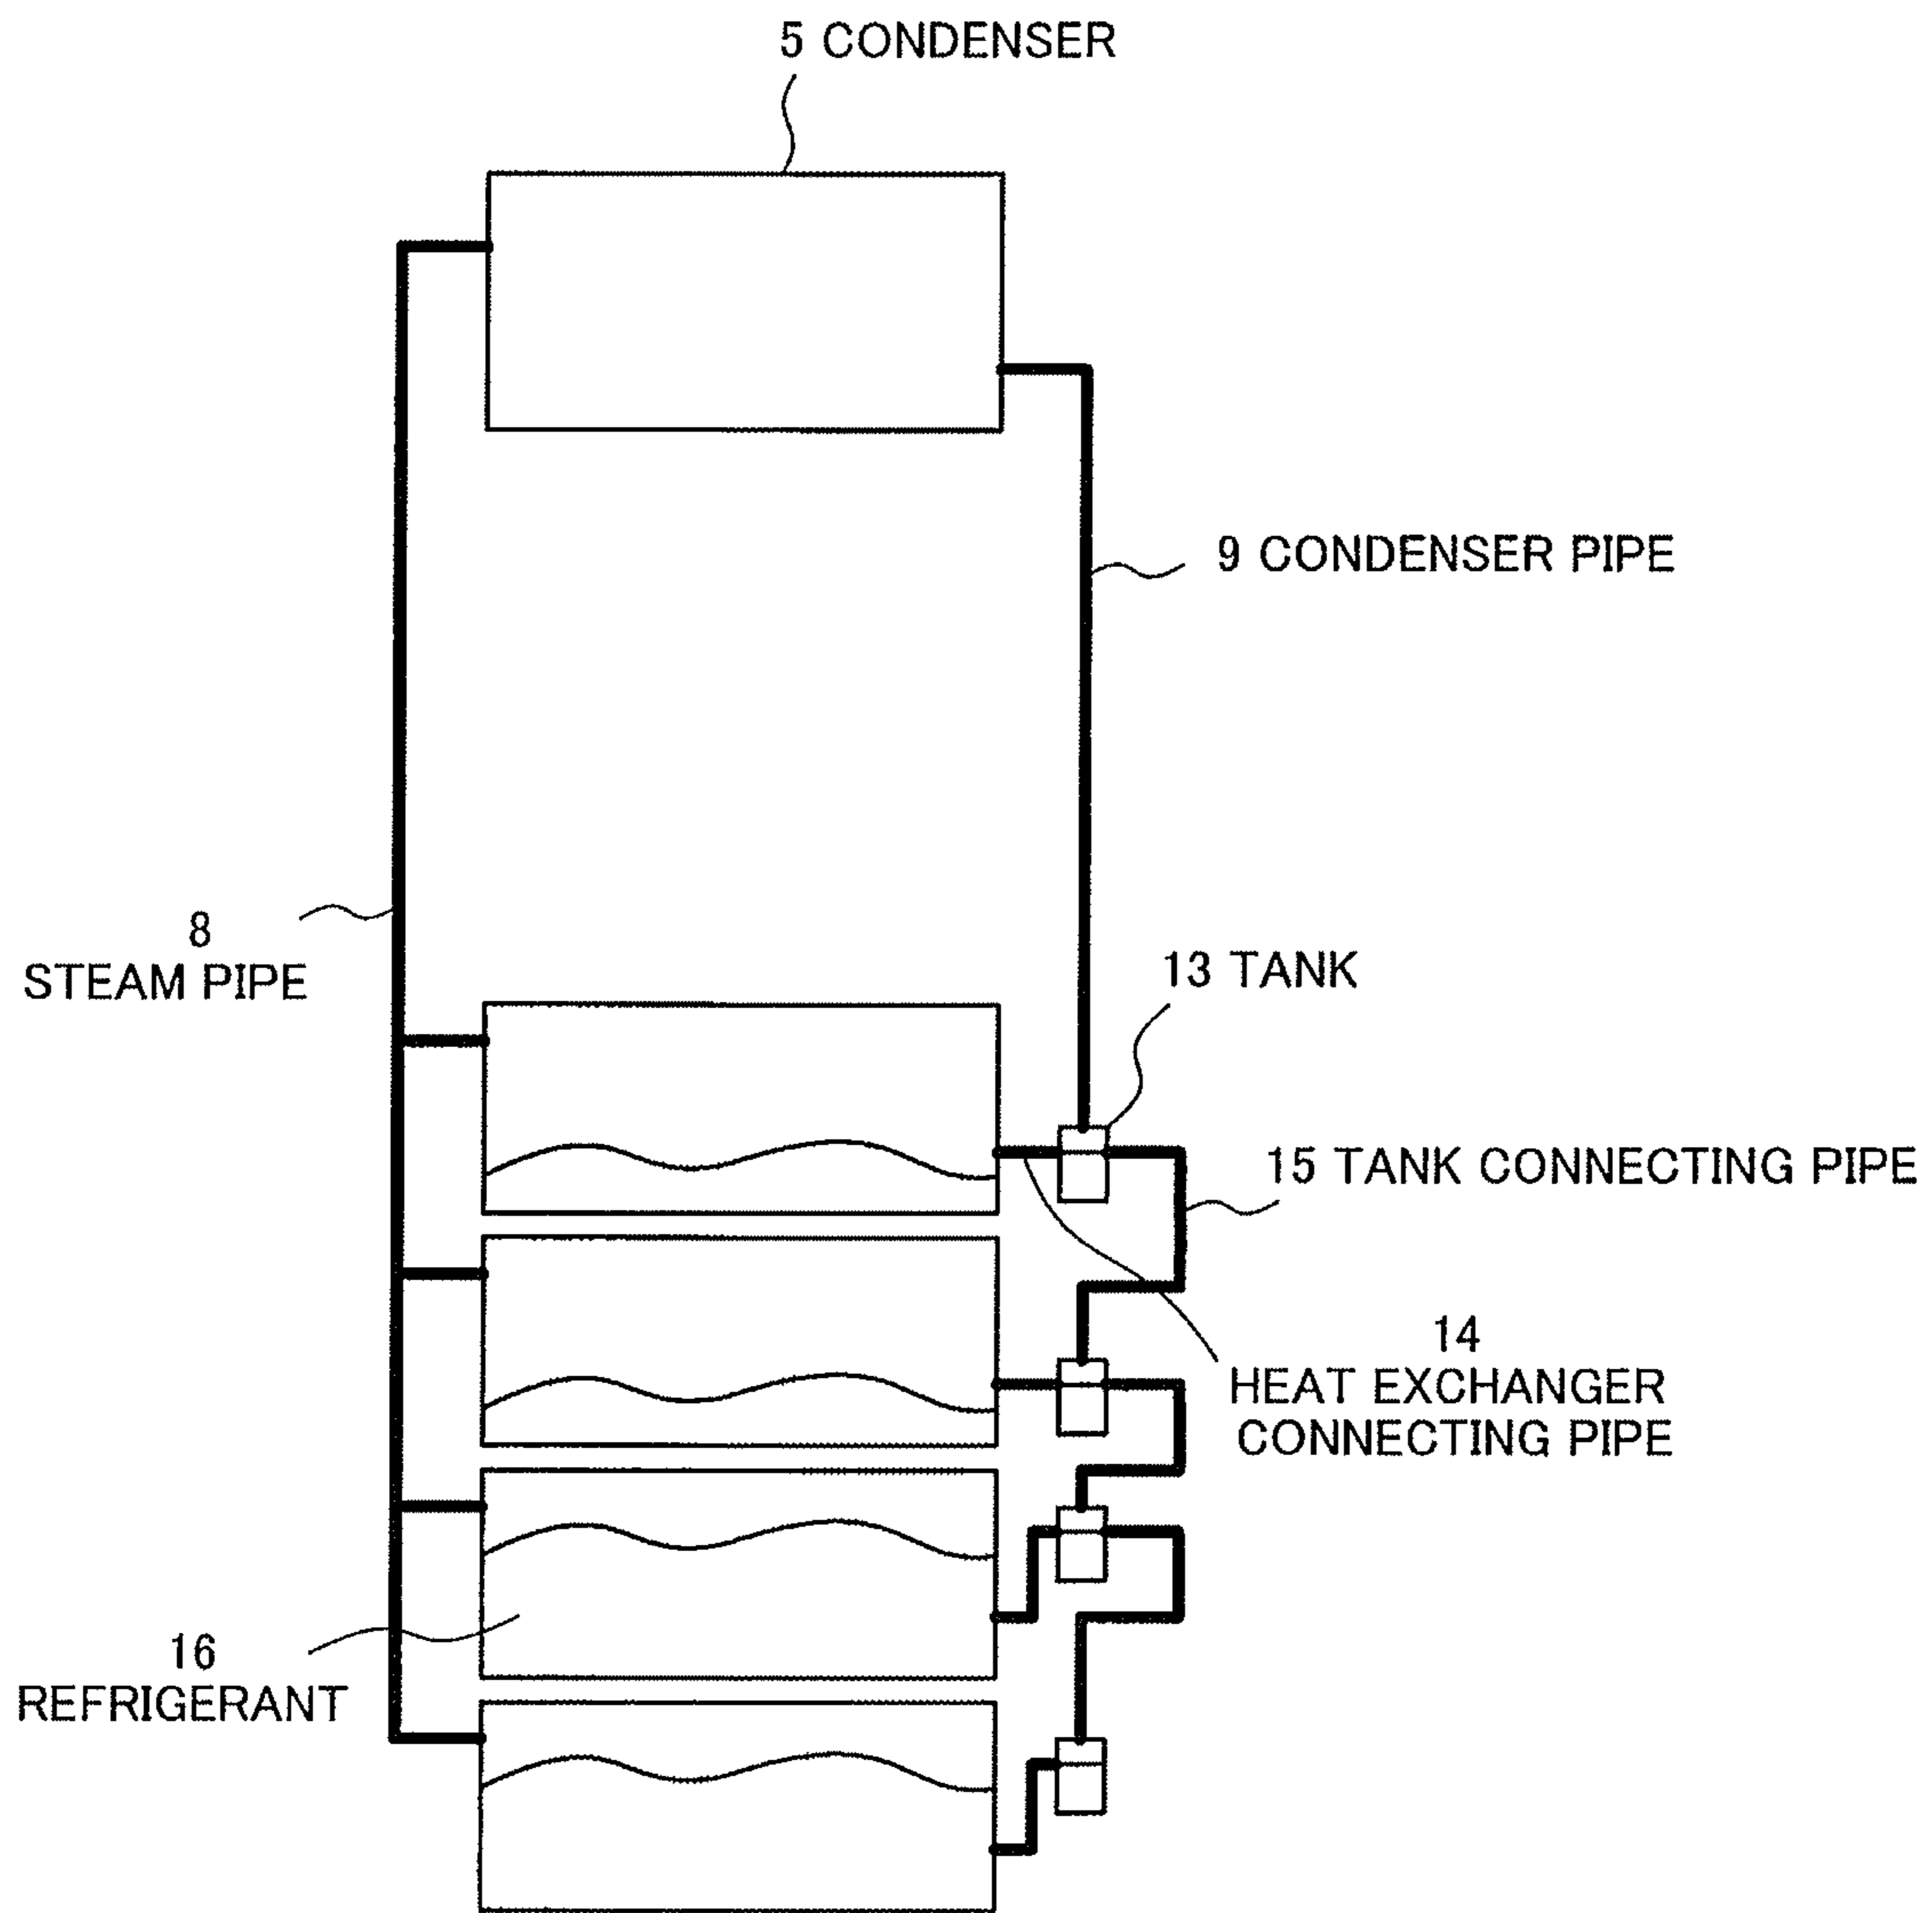 5 CONDENSER
9 CONDENSER PIPE
8
STEAM PIPE
13 TANK
15 TANK CONNECTING PIPE
14
HEAT EXCHANGER
CONNECTING PIPE
16
REFRIGERANT